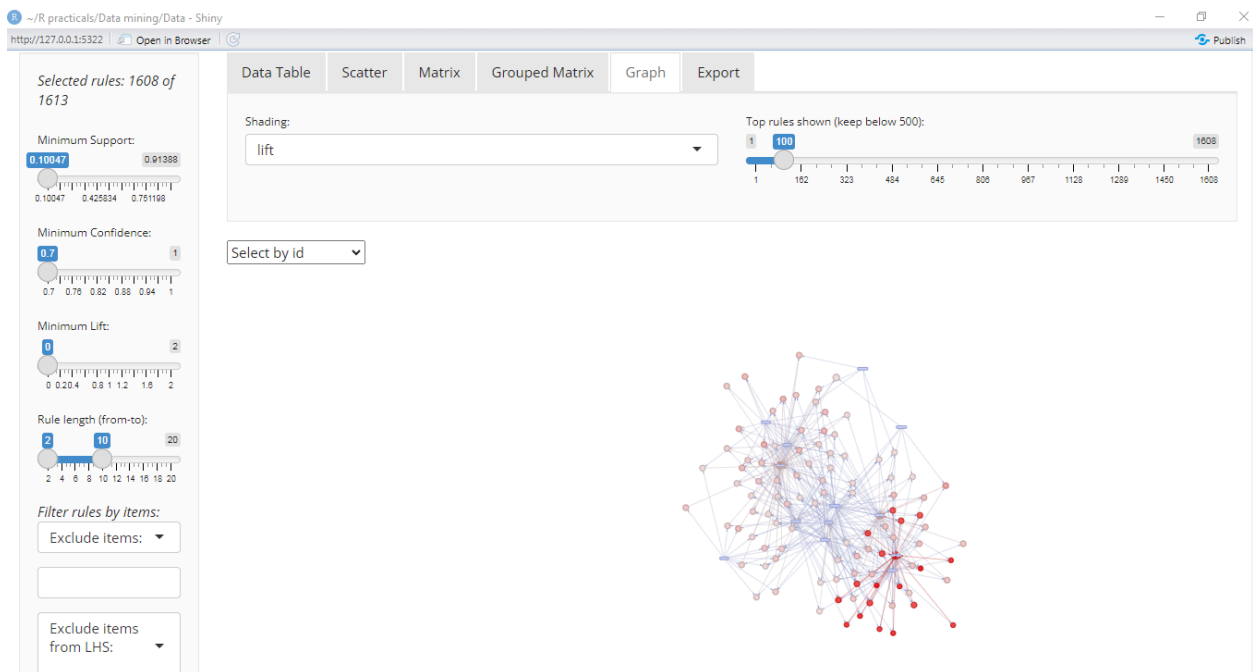 R ~/R practicals/Data mining/Data - Shiny
http://127.0.0.1:5322 Open in Browser Publish
Selected rules: 1608 of
1613
Minimum Support:
0.10047 0.91388
0.10047 0.425834 0.751198
Minimum Confidence:
0.7 1
0.7 0.76 0.82 0.88 0.94 1
Minimum Lift:
0 2
0 0.20.4 0.8 1 1.2 1.6 2
Rule length (from-to):
2 10 20
2 4 6 8 10 12 14 16 18 20
Filter rules by items:
Exclude items:
Exclude items
from LHS:
Data Table Scatter Matrix Grouped Matrix Graph Export
Shading:
lift
Top rules shown (keep below 500):
1 100 1608
1 162 323 484 645 806 967 1128 1289 1450 1608
Select by id